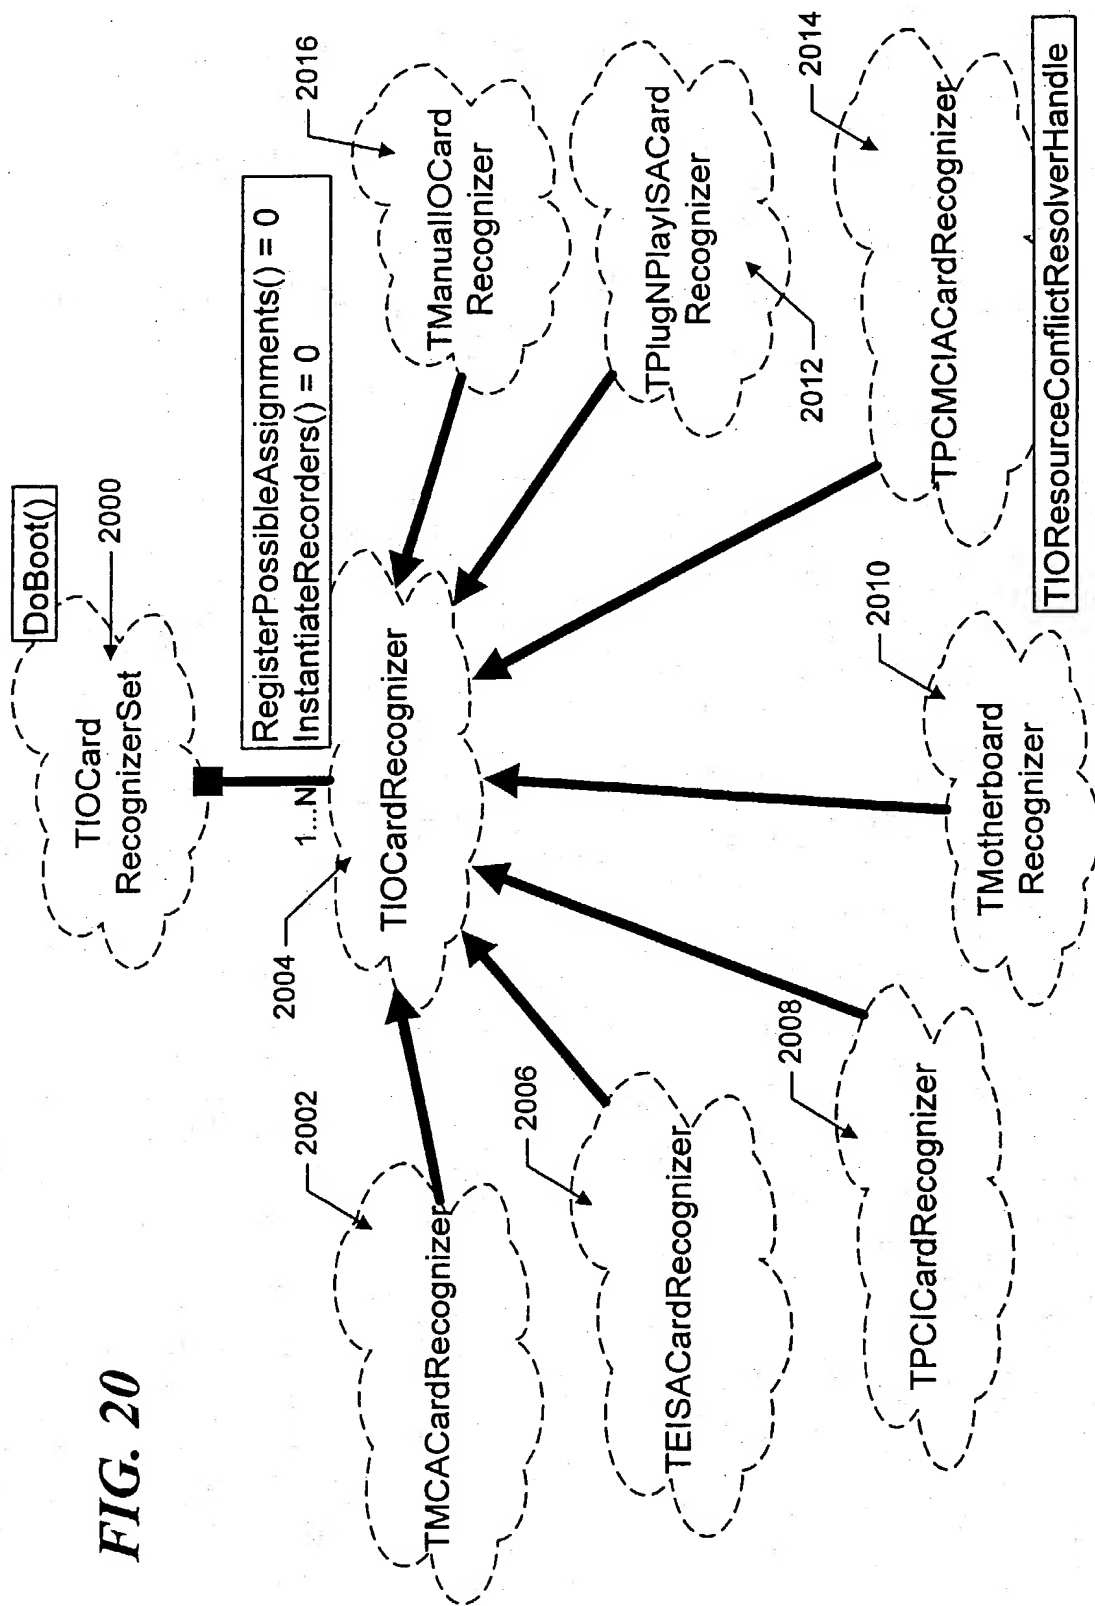 FIG. 20
DoBoot()
2000
TIOCard
RecognizerSet
RegisterPossibleAssignments() = 0
InstantiateRecorders() = 0
1...N
2004
TIOCardRecognizer
2002
TMCACardRecognizer
2016
TManualIOCard
Recognizer
2006
TEISACardRecognizer
TPlugNPlayISACard
Recognizer
2012
2008
TPCICardRecognizer
2010
TMotherboard
Recognizer
2014
TPCMCIACardRecognizer
TIOResourceConflictResolverHandle